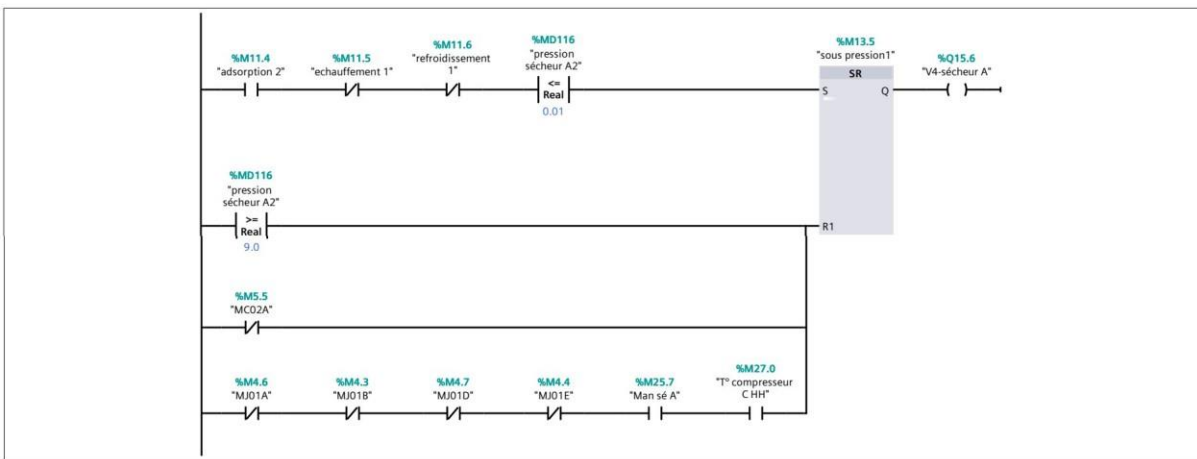 %M11.4
"adsorption 2"
%M11.5
"echauffement 1"
%M11.6
"refroidissement
1"
%MD116
"pression
sécheur A2"
<=
Real
0.01
%M13.5
"sous pression1"
SR
S
Q
%Q15.6
"V4-sécheur A"
%MD116
"pression
sécheur A2"
>=
Real
9.0
R1
%M5.5
"MC02A"
%M4.6
"MJ01A"
%M4.3
"MJ01B"
%M4.7
"MJ01D"
%M4.4
"MJ01E"
%M25.7
"Man sé A"
%M27.0
"T° compresseur
C HH"